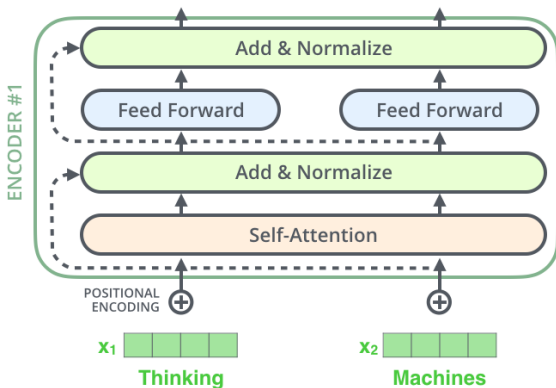 ENCODER #1
Add & Normalize
Feed Forward Feed Forward
Add & Normalize
Self-Attention
POSITIONAL
ENCODING
x1 x2
Thinking Machines